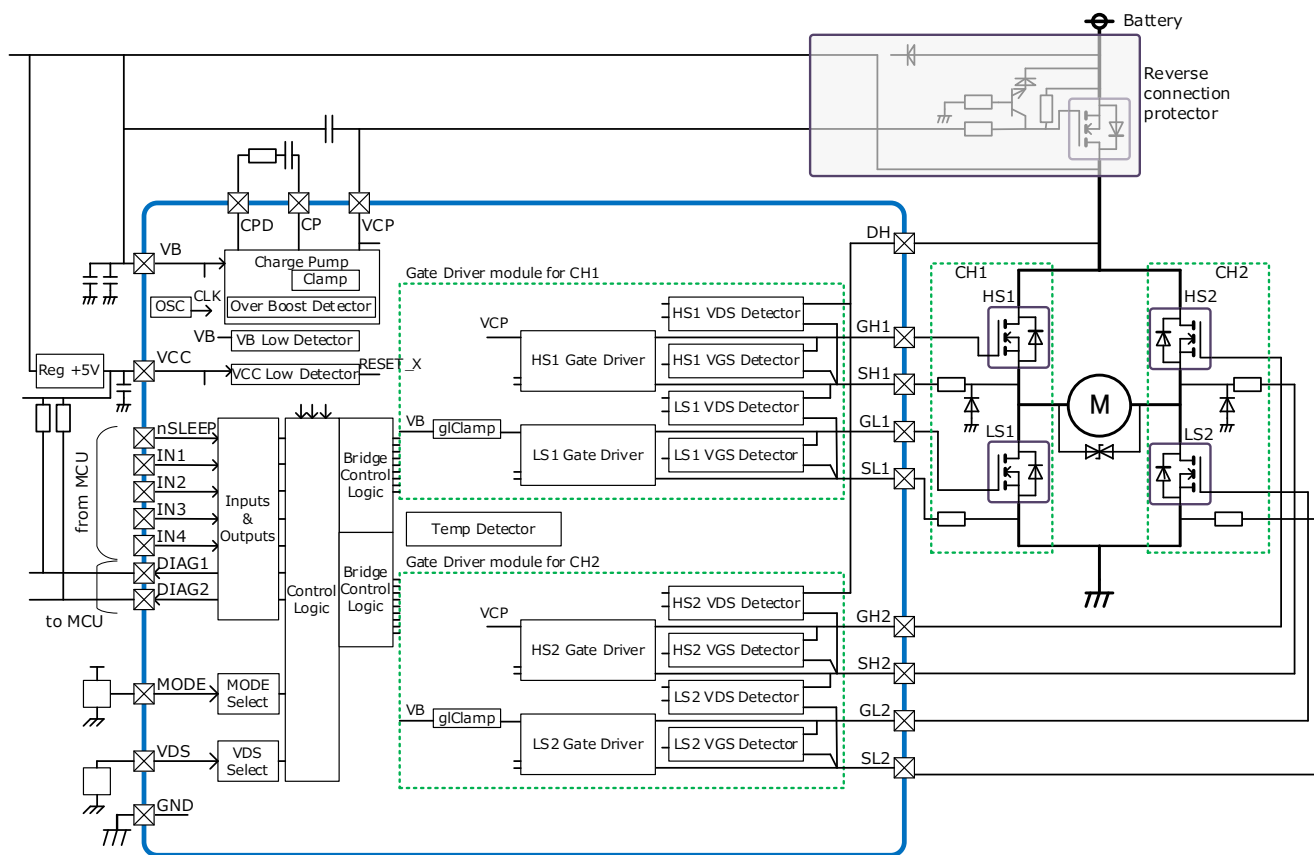 Battery
Reverse
connection
protector
CPD
CP
VCP
VB
Charge Pump
Clamp
OSC
CLK
Over Boost Detector
VB
VB Low Detector
Reg +5V
VCC
VCC Low Detector
RESET_X
DH
Gate Driver module for CH1
VCP
HS1 Gate Driver
HS1 VDS Detector
HS1 VGS Detector
GH1
SH1
VB
glClamp
LS1 Gate Driver
LS1 VDS Detector
LS1 VGS Detector
GL1
SL1
CH1
CH2
HS1
HS2
M
LS1
LS2
from MCU
nSLEEP
IN1
IN2
IN3
IN4
DIAG1
DIAG2
to MCU
Inputs
&
Outputs
Control
Logic
Bridge
Control
Logic
Bridge
Control
Logic
Temp Detector
Gate Driver module for CH2
VCP
HS2 Gate Driver
HS2 VDS Detector
HS2 VGS Detector
GH2
SH2
VB
glClamp
LS2 Gate Driver
LS2 VDS Detector
LS2 VGS Detector
GL2
SL2
MODE
MODE
Select
VDS
VDS
Select
GND